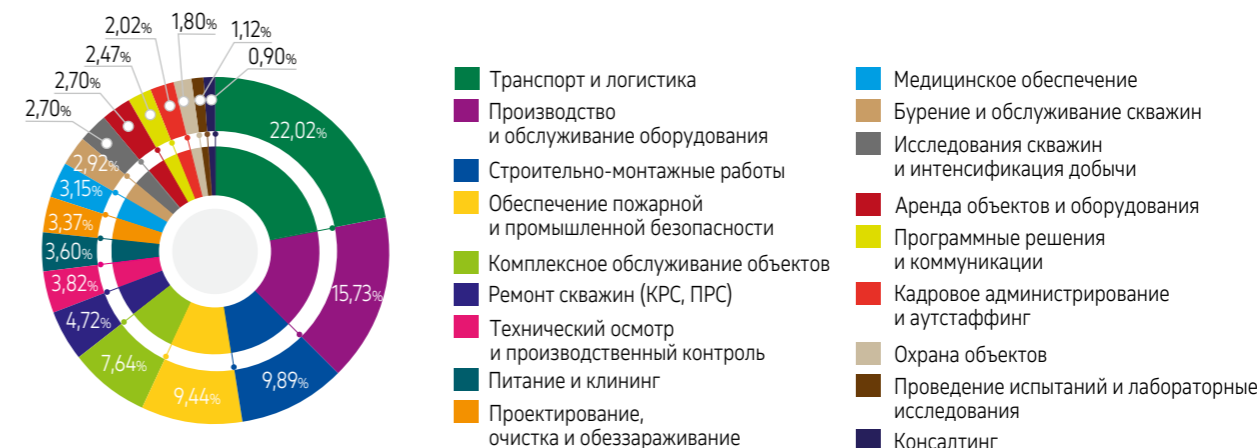 1,80%
2,02%
1,12%
2,47%
0,90%
2,70%
2,70%
22,02%
2,92%
3,15%
3,37%
3,60%
3,82%
15,73%
4,72%
7,64%
9,44%
9,89%
Транспорт и логистика
Производство
и обслуживание оборудования
Строительно-монтажные работы
Обеспечение пожарной
и промышленной безопасности
Комплексное обслуживание объектов
Ремонт скважин (КРС, ПРС)
Технический осмотр
и производственный контроль
Питание и клининг
Проектирование,
очистка и обеззараживание
Медицинское обеспечение
Бурение и обслуживание скважин
Исследования скважин
и интенсификация добычи
Аренда объектов и оборудования
Программные решения
и коммуникации
Кадровое администрирование
и аутстаффинг
Охрана объектов
Проведение испытаний и лабораторные
исследования
Консалтинг